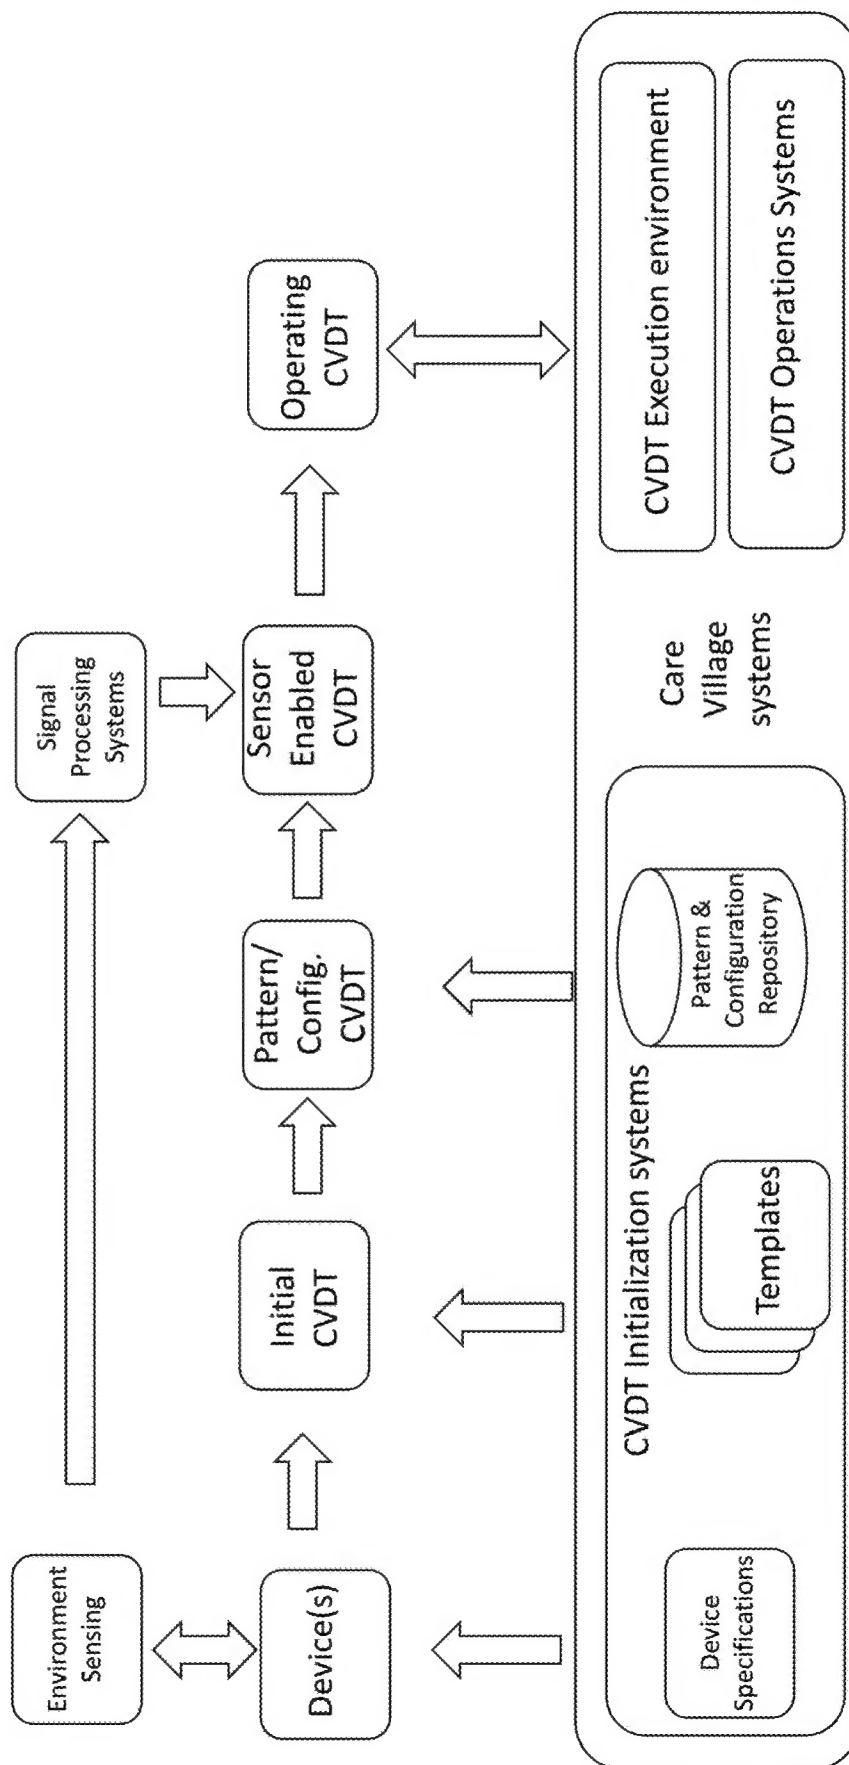 Environment
Sensing
Signal
Processing
Systems
Device(s)
Initial
CVDT
Pattern/
Config.
CVDT
Sensor
Enabled
CVDT
Operating
CVDT
CVDT Initialization systems
Device
Specifications
Templates
Pattern &
Configuration
Repository
Care
Village
systems
CVDT Execution environment
CVDT Operations Systems